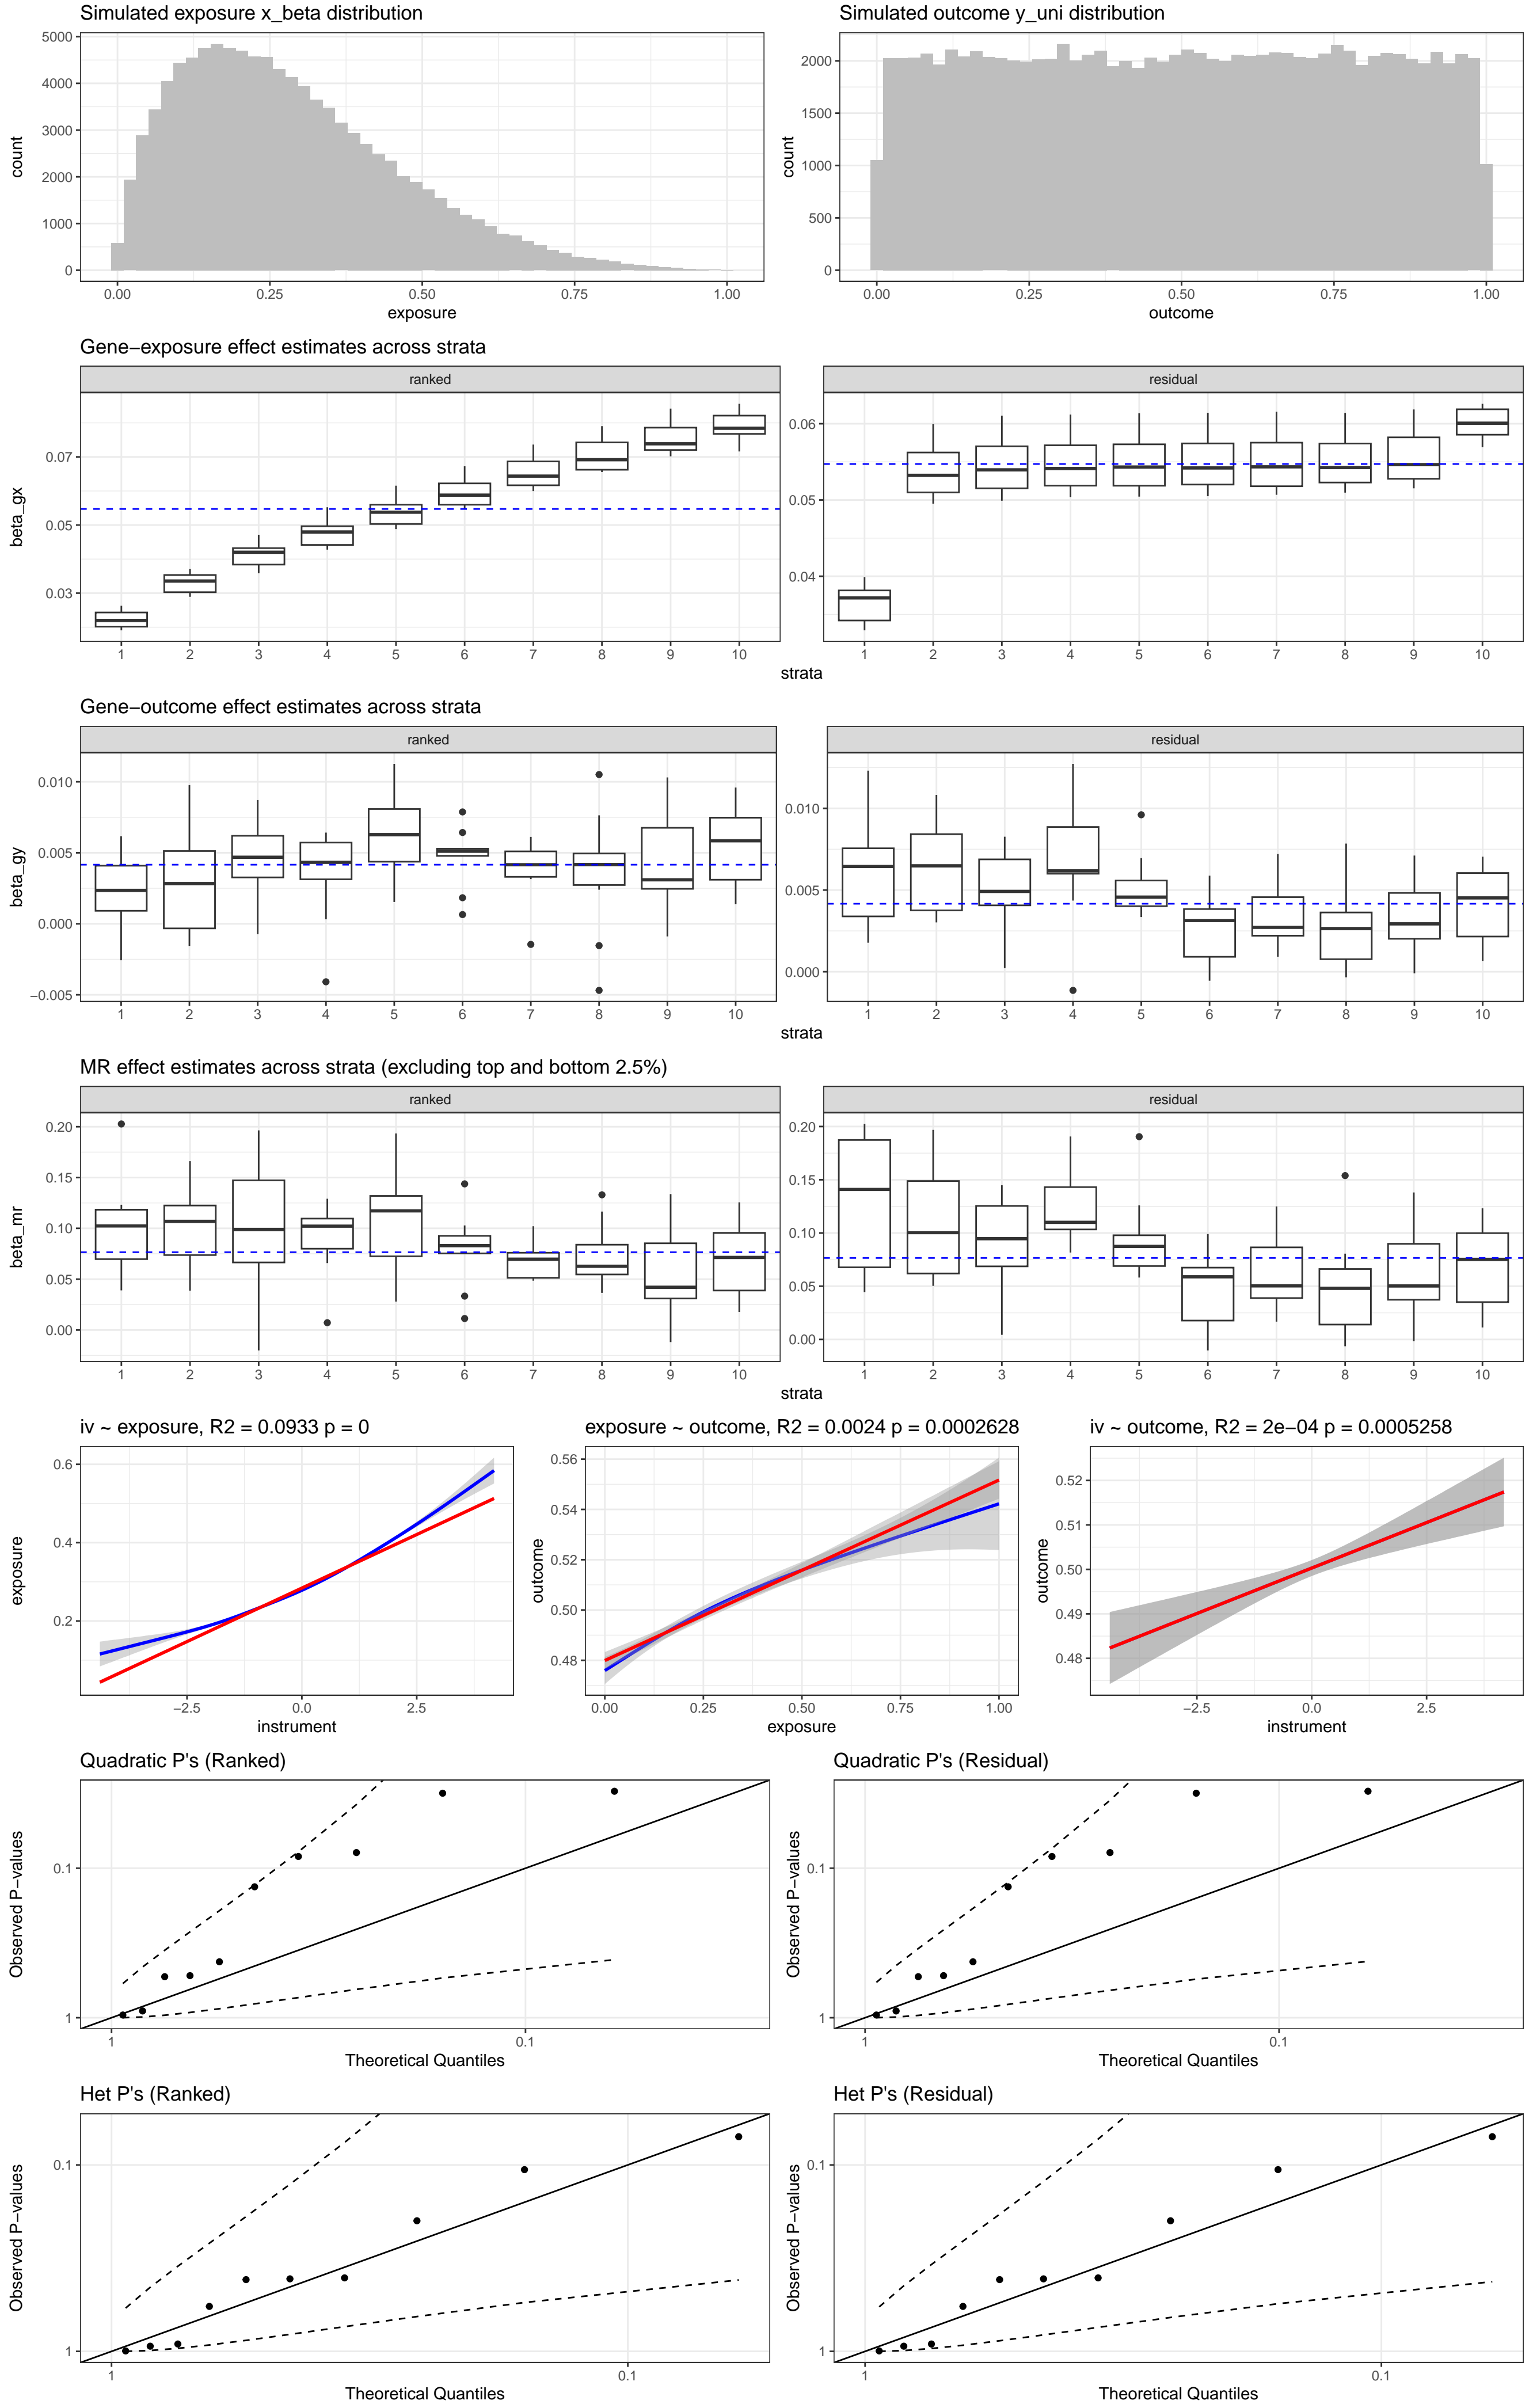 Simulated exposure x_beta distribution
5000
4000
3000
2000
1000
0
count
0.00 0.25 0.50 0.75 1.00
exposure
Simulated outcome y_uni distribution
2000
1500
1000
500
0
count
0.00 0.25 0.50 0.75 1.00
outcome
Gene−exposure effect estimates across strata
ranked
residual
0.07
0.05
0.03
beta_gx
0.06
0.05
0.04
1 2 3 4 5 6 7 8 9 10
1 2 3 4 5 6 7 8 9 10
strata
Gene−outcome effect estimates across strata
ranked
residual
0.010
0.005
0.000
−0.005
beta_gy
0.010
0.005
0.000
1 2 3 4 5 6 7 8 9 10
1 2 3 4 5 6 7 8 9 10
strata
MR effect estimates across strata (excluding top and bottom 2.5%)
ranked
residual
0.20
0.15
0.10
0.05
0.00
beta_mr
0.20
0.15
0.10
0.05
0.00
1 2 3 4 5 6 7 8 9 10
1 2 3 4 5 6 7 8 9 10
strata
iv ~ exposure, R2 = 0.0933 p = 0
0.6
0.4
0.2
exposure
−2.5 0.0 2.5
instrument
exposure ~ outcome, R2 = 0.0024 p = 0.0002628
0.56
0.54
0.52
0.50
0.48
outcome
0.00 0.25 0.50 0.75 1.00
exposure
iv ~ outcome, R2 = 2e−04 p = 0.0005258
0.52
0.51
0.50
0.49
0.48
outcome
−2.5 0.0 2.5
instrument
Quadratic P's (Ranked)
0.1
1
Observed P−values
1 0.1
Theoretical Quantiles
Quadratic P's (Residual)
0.1
1
Observed P−values
1 0.1
Theoretical Quantiles
Het P's (Ranked)
0.1
1
Observed P−values
1 0.1
Theoretical Quantiles
Het P's (Residual)
0.1
1
Observed P−values
1 0.1
Theoretical Quantiles